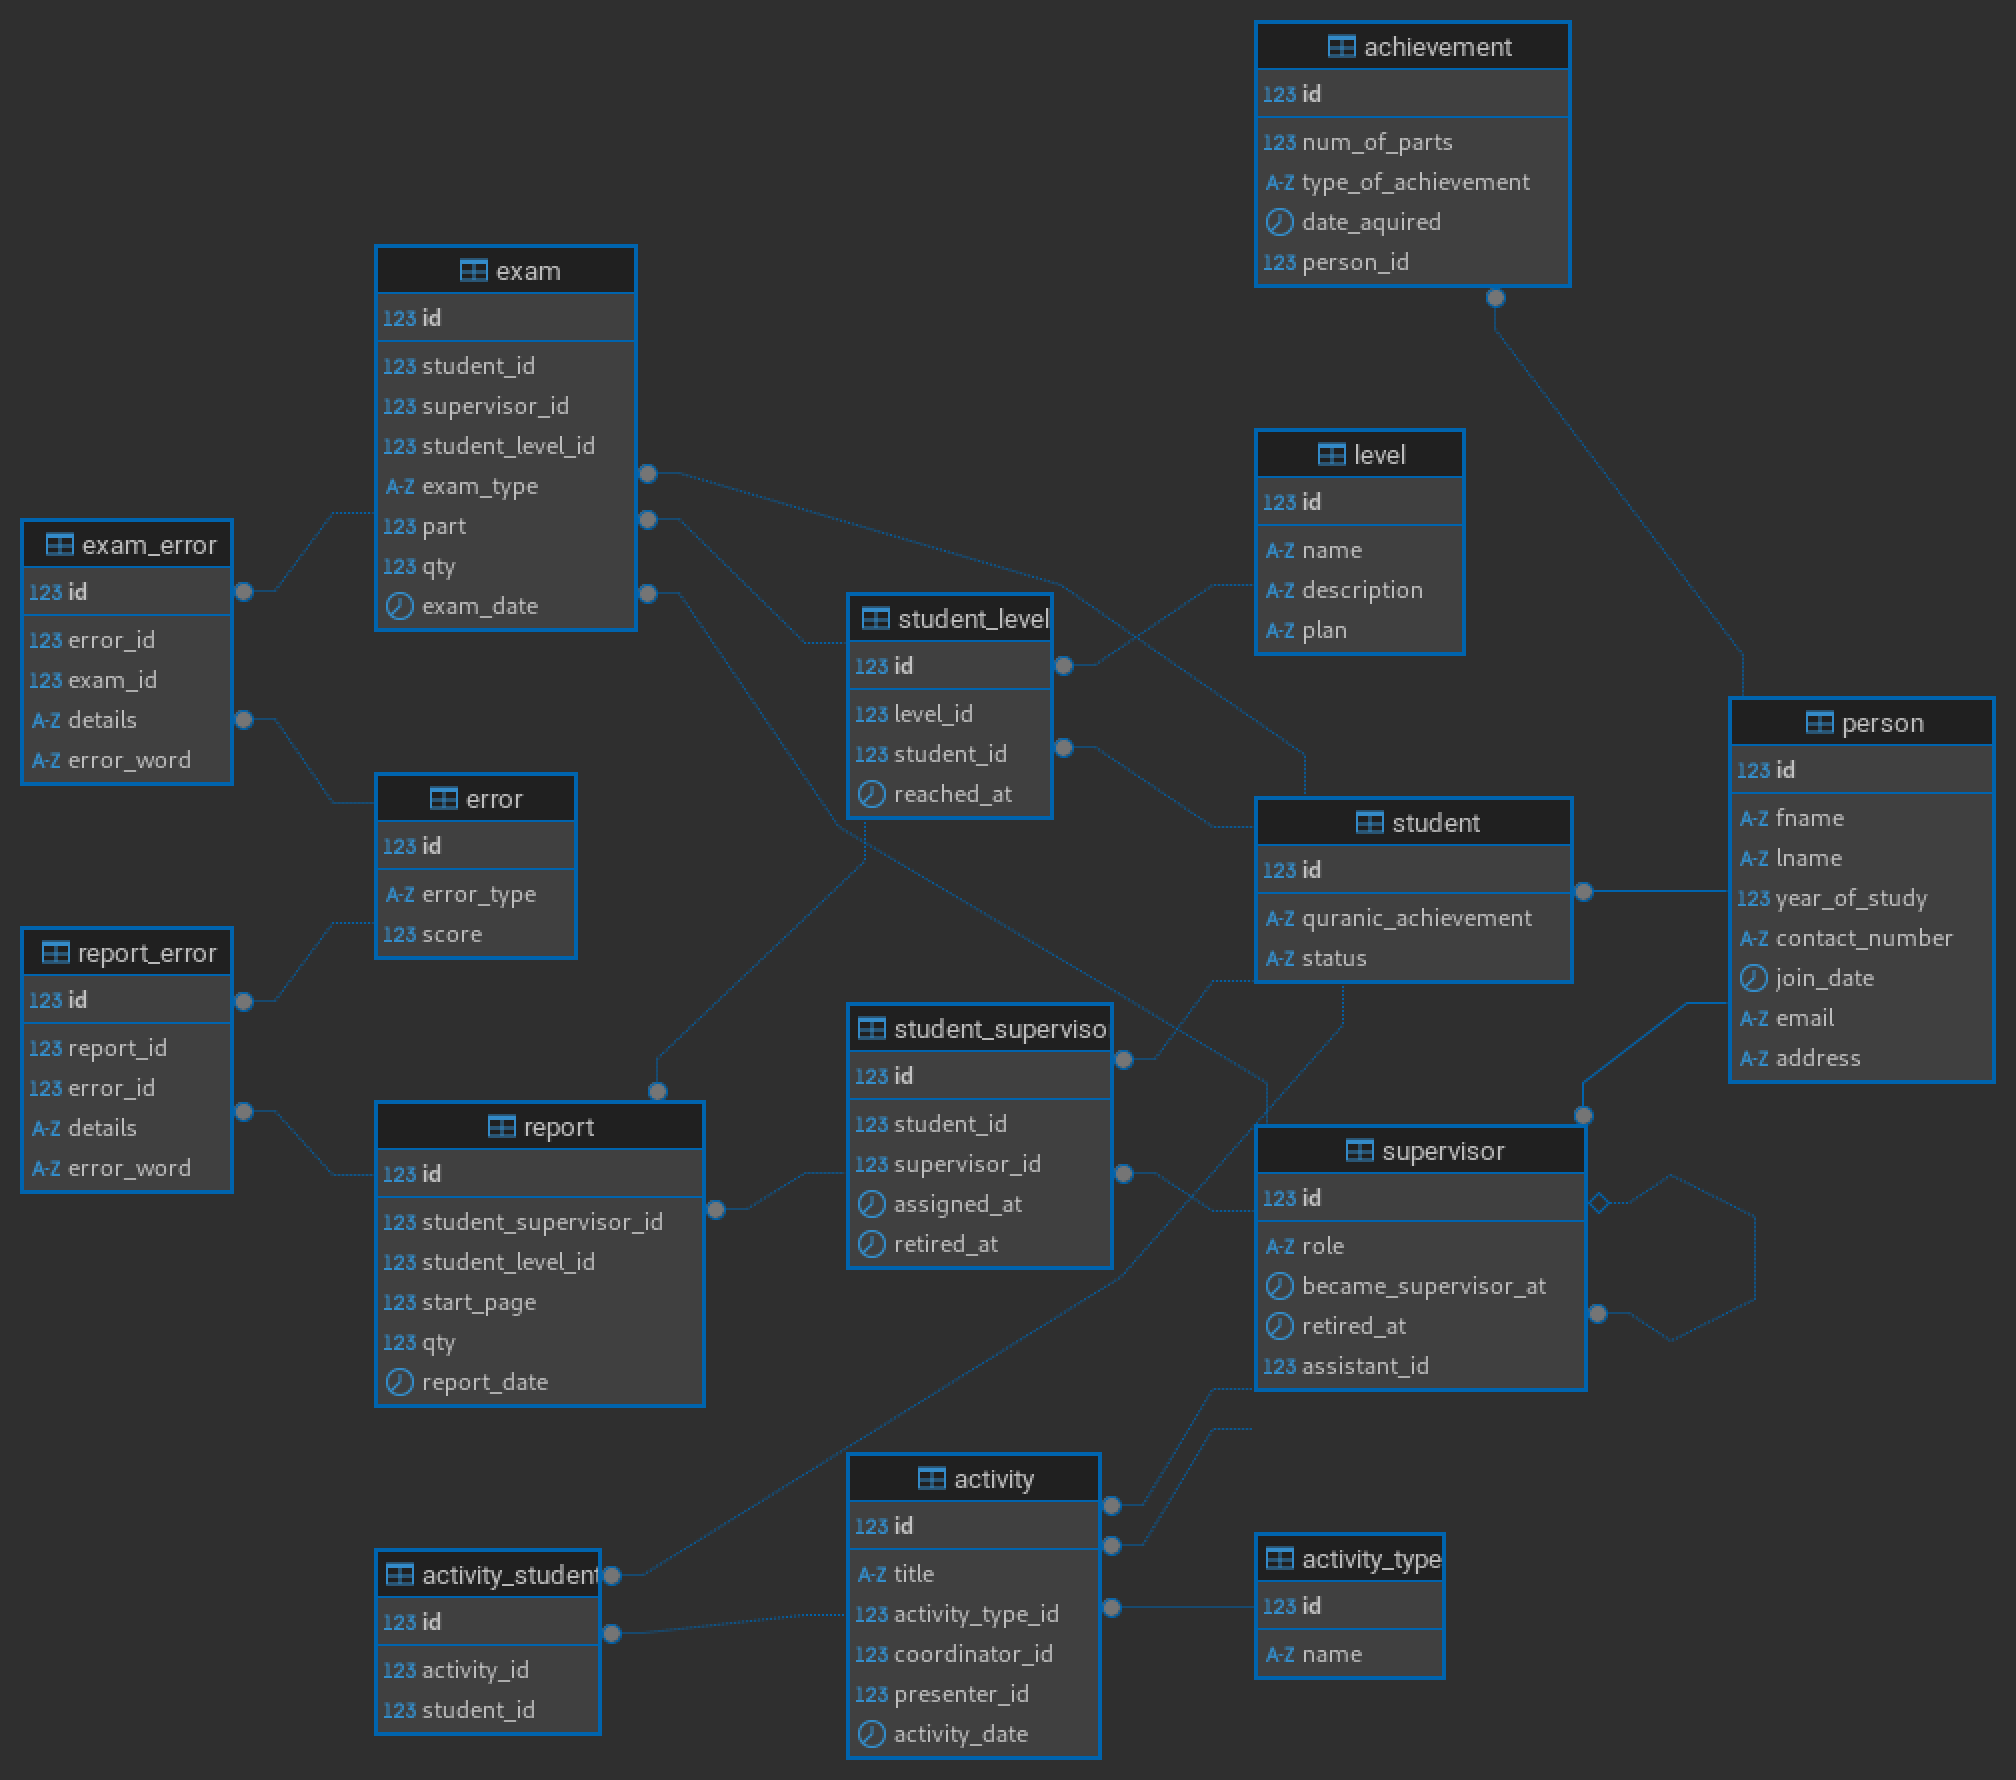 achievement
123 id
123 num_of_parts
A-Z type_of_achievement
date_aquired
123 person_id
exam
123 id
123 student_id
123 supervisor_id
123 student_level_id
A-Z exam_type
123 part
123 qty
exam_date
level
123 id
A-Z name
A-Z description
A-Z plan
exam_error
123 id
123 error_id
123 exam_id
A-Z details
A-Z error_word
student_level
123 id
123 level_id
123 student_id
reached_at
person
123 id
A-Z fname
A-Z lname
123 year_of_study
A-Z contact_number
join_date
A-Z email
A-Z address
error
123 id
A-Z error_type
123 score
student
123 id
A-Z quranic_achievement
A-Z status
report_error
123 id
123 report_id
123 error_id
A-Z details
A-Z error_word
student_superviso
123 id
123 student_id
123 supervisor_id
assigned_at
retired_at
report
123 id
123 student_supervisor_id
123 student_level_id
123 start_page
123 qty
report_date
supervisor
123 id
A-Z role
became_supervisor_at
retired_at
123 assistant_id
activity
123 id
A-Z title
123 activity_type_id
123 coordinator_id
123 presenter_id
activity_date
activity_type
123 id
A-Z name
activity_student
123 id
123 activity_id
123 student_id